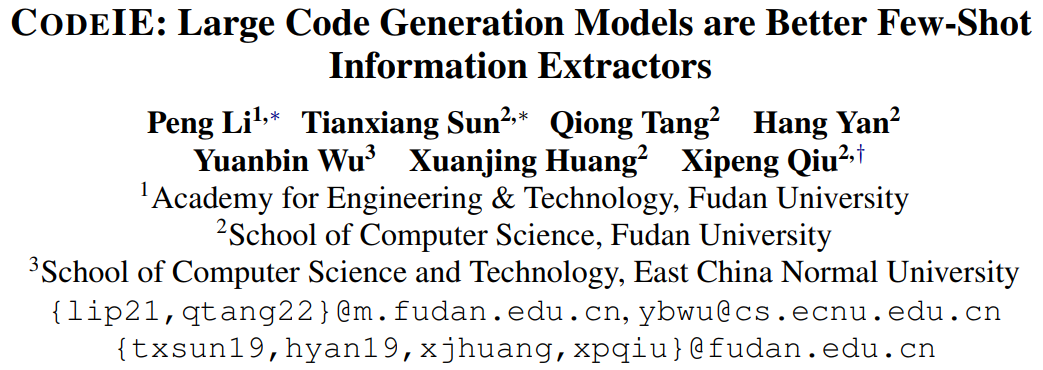 CODEIE: Large Code Generation Models are Better Few-Shot
Information Extractors
Peng Li1,∗ Tianxiang Sun2,∗ Qiong Tang2 Hang Yan2
Yuanbin Wu3 Xuanjing Huang2 Xipeng Qiu2,†
1Academy for Engineering & Technology, Fudan University
2School of Computer Science, Fudan University
3School of Computer Science and Technology, East China Normal University
{lip21,qtang22}@m.fudan.edu.cn, ybwu@cs.ecnu.edu.cn
{txsun19,hyan19,xjhuang,xpqiu}@fudan.edu.cn